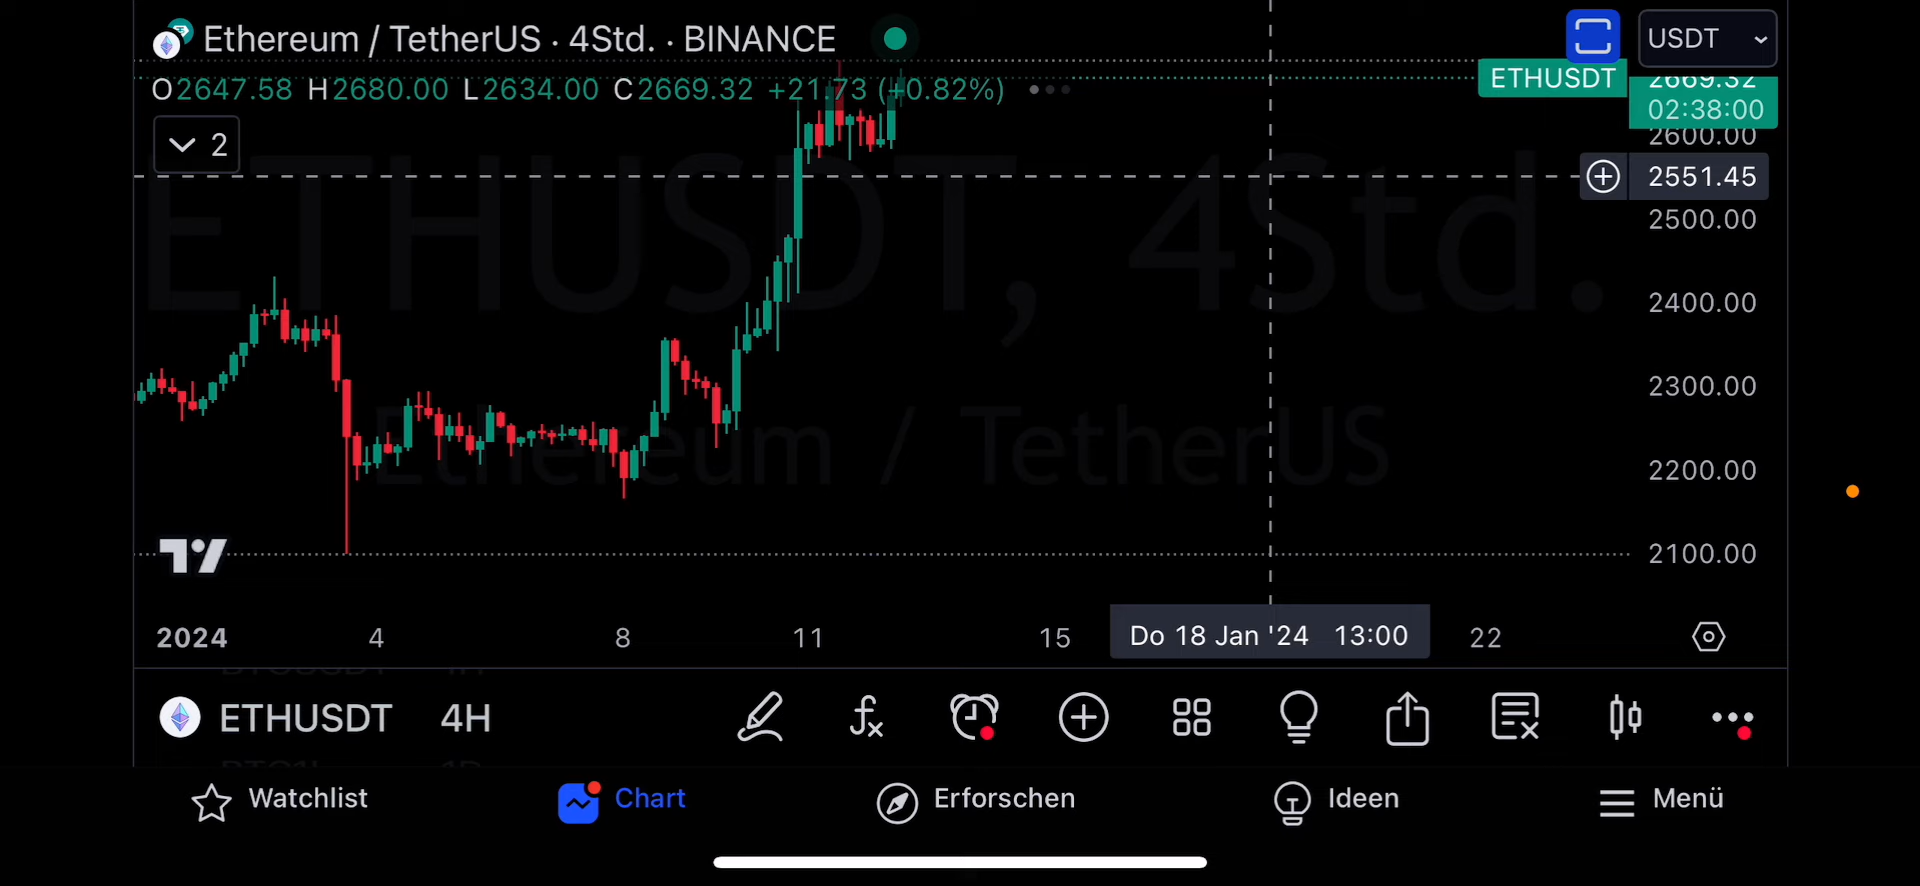 Ethereum / TetherUS · 4Std. · BINANCE
USDT
O2647.58 H2680.00 L2634.00 C2669.32 +21.73 (+0.82%)
ETHUSDT
2669.32
02:38:00
2600.00
2
2551.45
2500.00
ETHUSDT, 4Std.
2400.00
2300.00
Ethereum / TetherUS
2200.00
2100.00
2024 4 8 11 15 Do 18 Jan '24 13:00 22
ETHUSDT 4H
Watchlist Chart Erforschen Ideen Menü